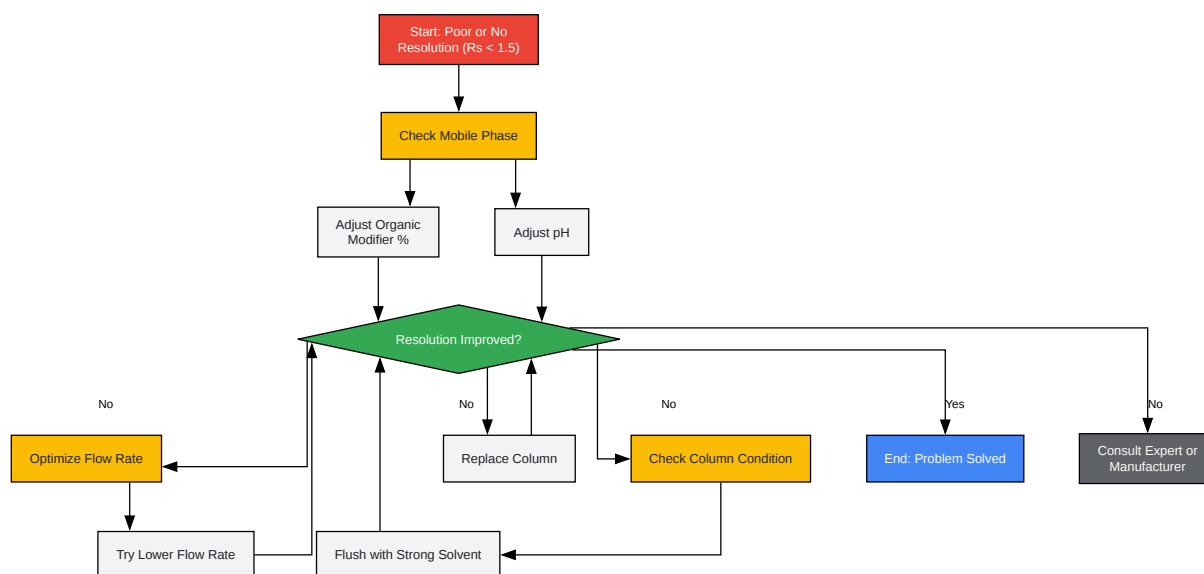 Start: Poor or No
Resolution (Rs < 1.5)
Check Mobile Phase
Adjust Organic
Modifier %
Adjust pH
Resolution Improved?
No
No
No
Yes
No
Optimize Flow Rate
Replace Column
Check Column Condition
End: Problem Solved
Consult Expert or
Manufacturer
Try Lower Flow Rate
Flush with Strong Solvent